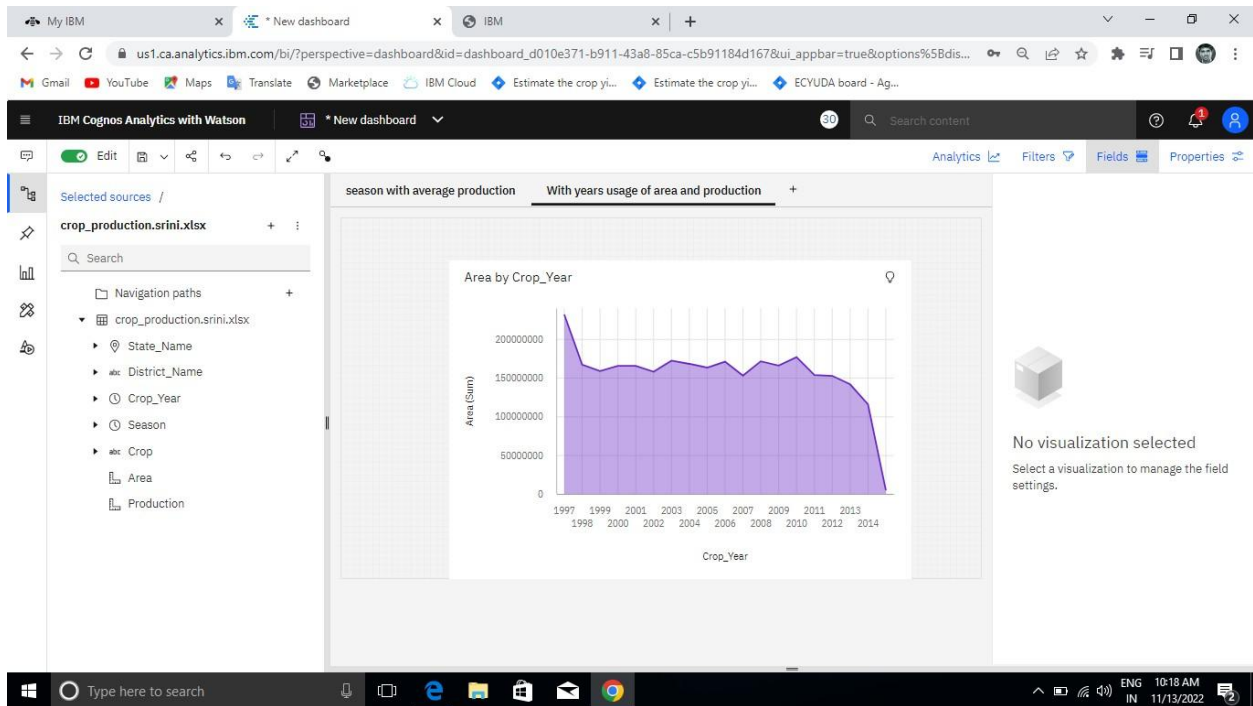 My IBM
* New dashboard
IBM
us1.ca.analytics.ibm.com/bi/?perspective=dashboard&id=dashboard_d010e371-b911-43a8-85ca-c5b91184d167&ui_appbar=true&options%5Bdis...
Gmail YouTube Maps Translate Marketplace IBM Cloud Estimate the crop yi... Estimate the crop yi... ECYUDA board - Ag...
IBM Cognos Analytics with Watson * New dashboard 30 Search content 1
Edit Analytics Filters Fields Properties
Selected sources /
crop_production.srini.xlsx
Search
Navigation paths
crop_production.srini.xlsx
State_Name
abc District_Name
Crop_Year
Season
abc Crop
Area
Production
season with average production With years usage of area and production +
Area by Crop_Year
Area (Sum)
200000000
150000000
100000000
50000000
0
1997 1999 2001 2003 2005 2007 2009 2011 2013
1998 2000 2002 2004 2006 2008 2010 2012 2014
Crop_Year
No visualization selected
Select a visualization to manage the field
settings.
Type here to search
ENG 10:18 AM
IN 11/13/2022 2